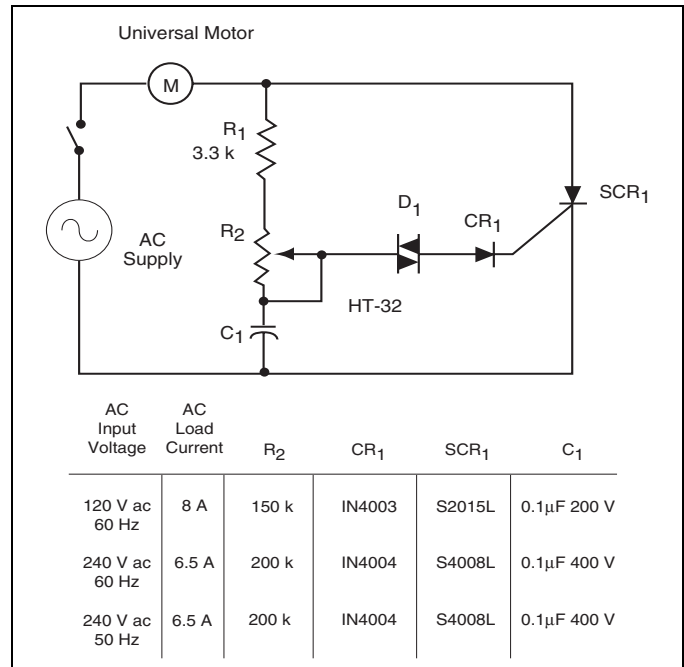 Universal Motor
M
R1
3.3 k
SCR1
D1
CR1
R2
AC
Supply
HT-32
C1
AC
Input
Voltage
AC
Load
Current
R2
CR1
SCR1
C1
120 V ac
60 Hz
8 A
150 k
IN4003
S2015L
0.1μF 200 V
240 V ac
60 Hz
6.5 A
200 k
IN4004
S4008L
0.1μF 400 V
240 V ac
50 Hz
6.5 A
200 k
IN4004
S4008L
0.1μF 400 V